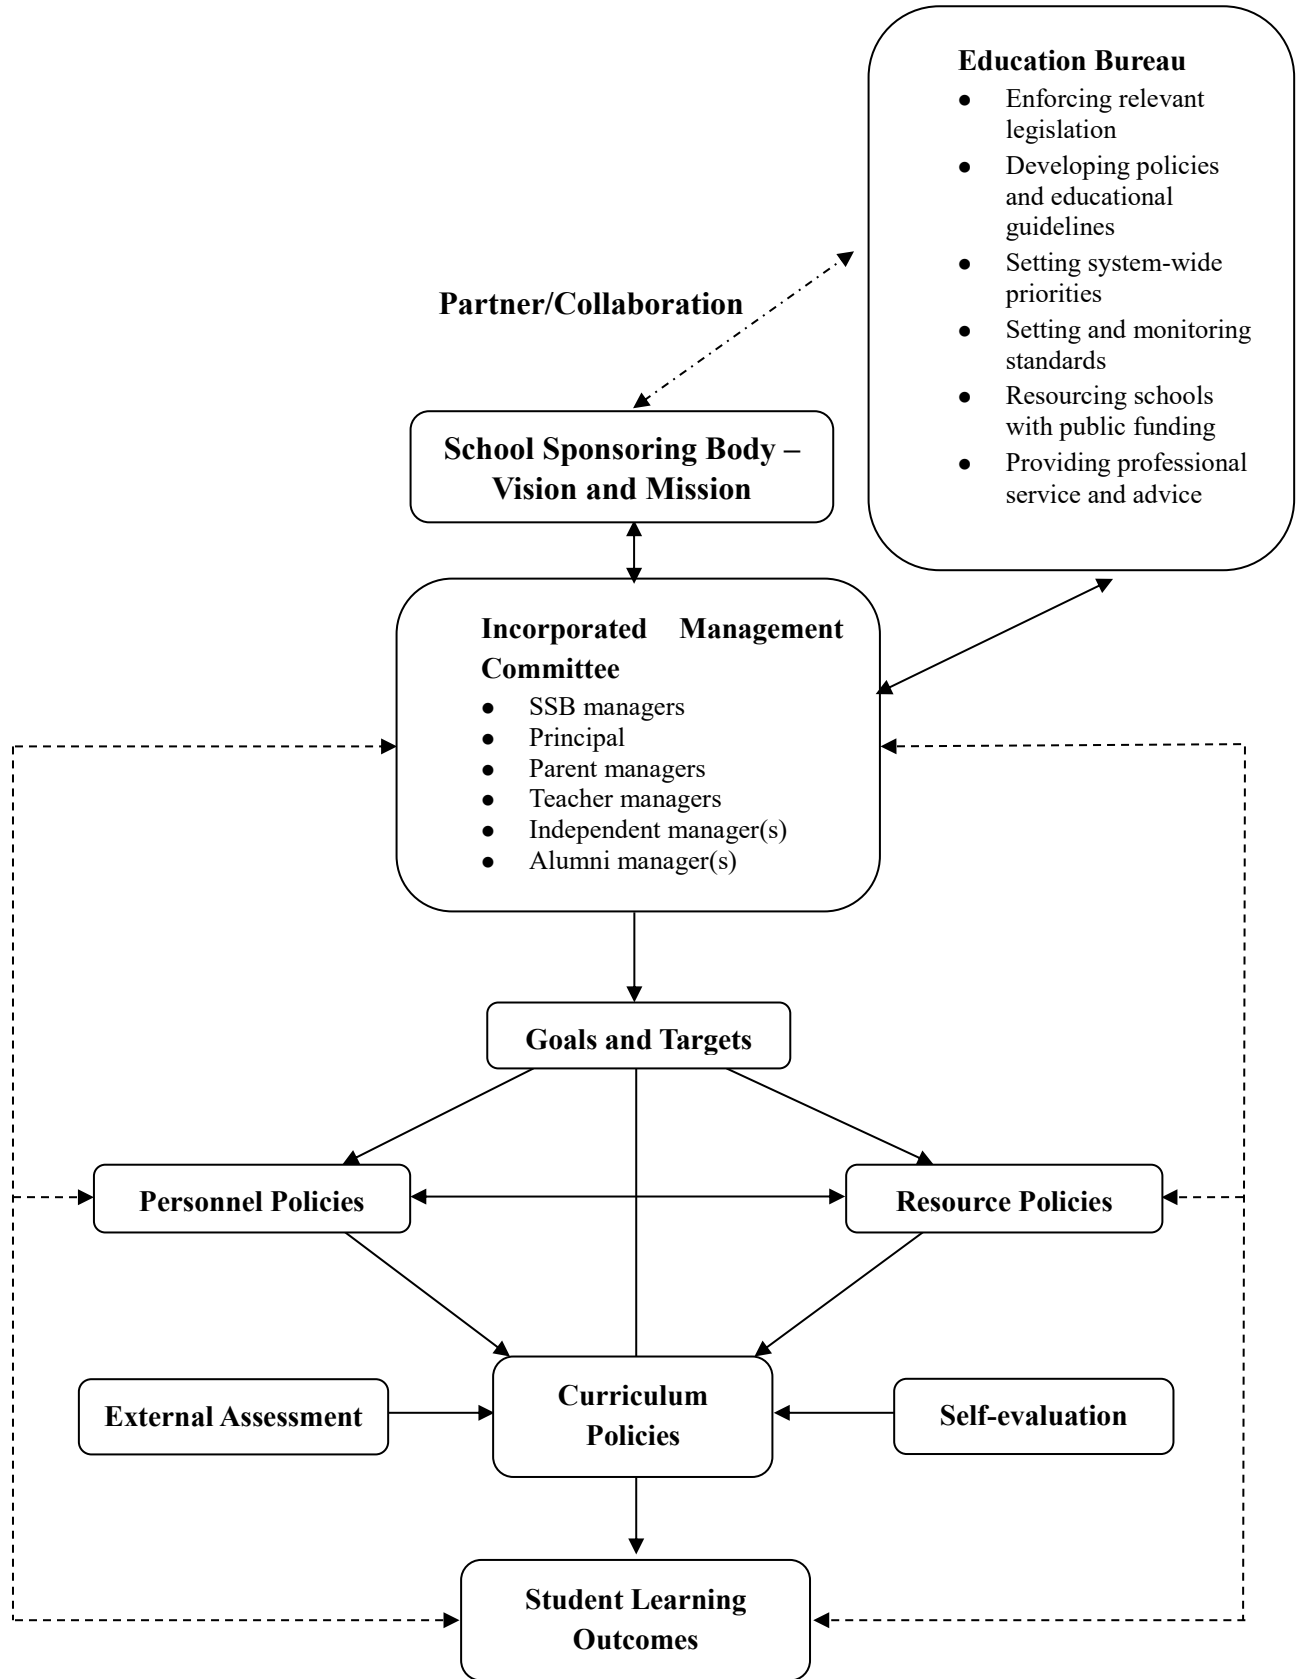 Education Bureau
● Enforcing relevant
legislation
● Developing policies
and educational
guidelines
● Setting system-wide
priorities
● Setting and monitoring
standards
● Resourcing schools
with public funding
● Providing professional
service and advice
Partner/Collaboration
School Sponsoring Body –
Vision and Mission
Incorporated Management
Committee
● SSB managers
● Principal
● Parent managers
● Teacher managers
● Independent manager(s)
● Alumni manager(s)
Goals and Targets
Personnel Policies
Resource Policies
External Assessment
Curriculum
Policies
Self-evaluation
Student Learning
Outcomes